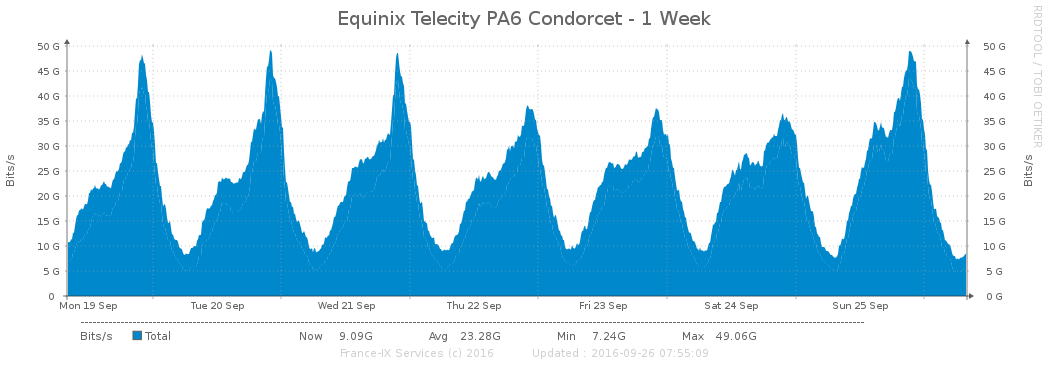 Equinix Telecity PA6 Condorcet - 1 Week
RRDTOOL / TOBI OETIKER
Bits/s
50 G 50 G
45 G 45 G
40 G 40 G
35 G 35 G
30 G 30 G
25 G 25 G
20 G 20 G
15 G 15 G
10 G 10 G
5 G 5 G
0 0 G
Bits/s
Mon 19 Sep Tue 20 Sep Wed 21 Sep Thu 22 Sep Fri 23 Sep Sat 24 Sep Sun 25 Sep
Bits/s Total Now 9.09G Avg 23.28G Min 7.24G Max 49.06G
France-IX Services (c) 2016 Updated : 2016-09-26 07:55:09